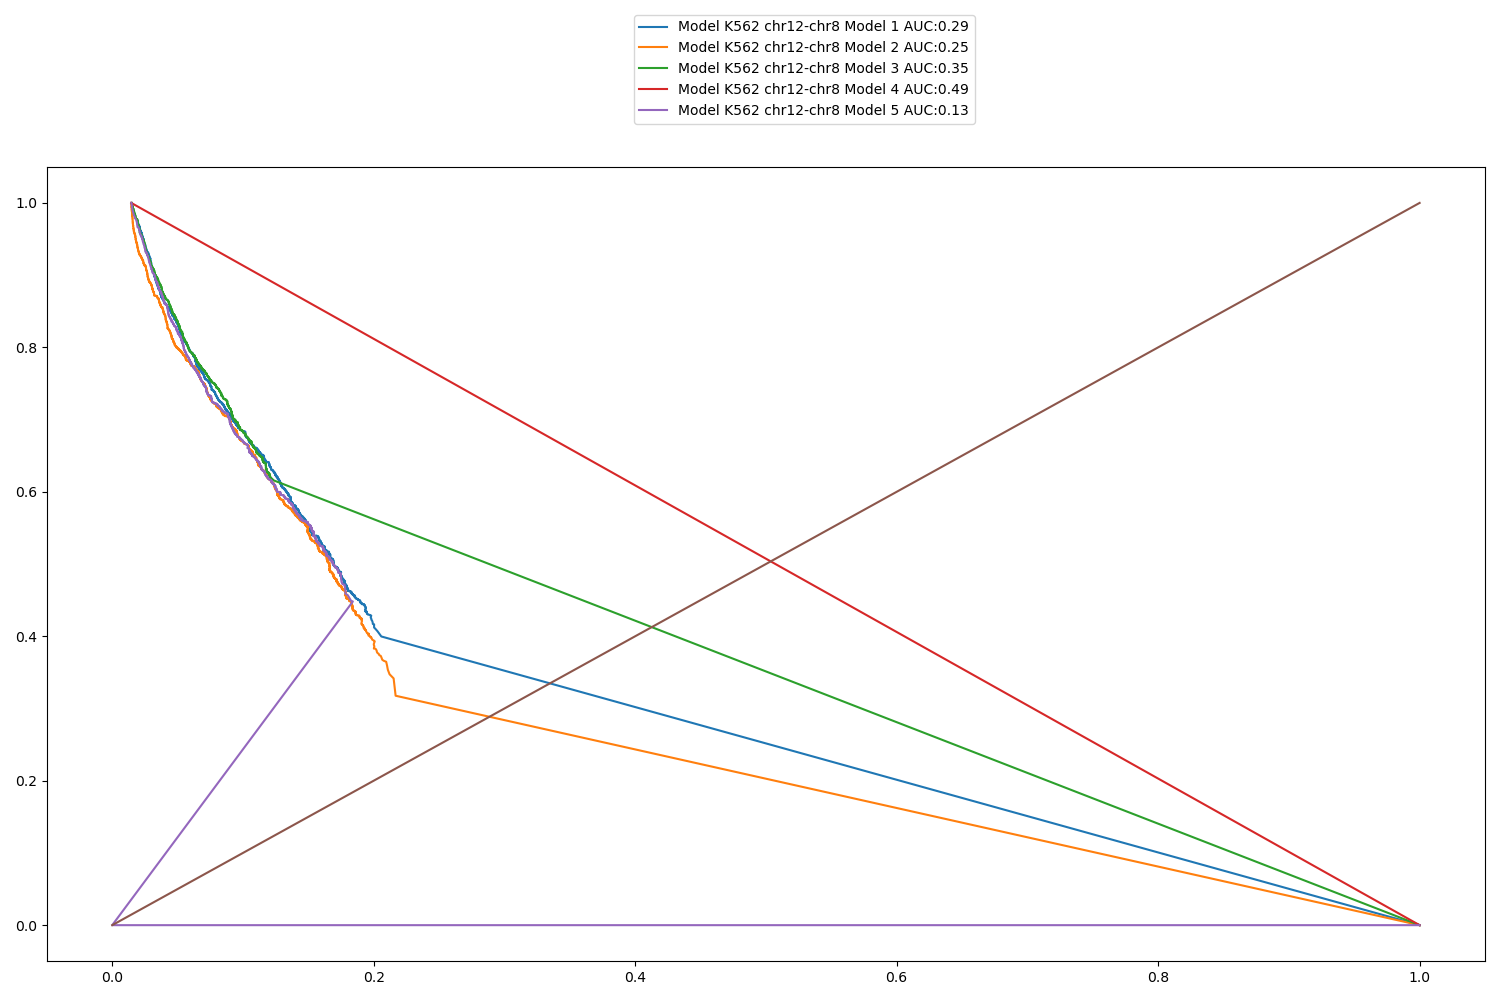 Model K562 chr12-chr8 Model 1 AUC:0.29
Model K562 chr12-chr8 Model 2 AUC:0.25
Model K562 chr12-chr8 Model 3 AUC:0.35
Model K562 chr12-chr8 Model 4 AUC:0.49
Model K562 chr12-chr8 Model 5 AUC:0.13
1.0
0.8
0.6
0.4
0.2
0.0
0.0 0.2 0.4 0.6 0.8 1.0